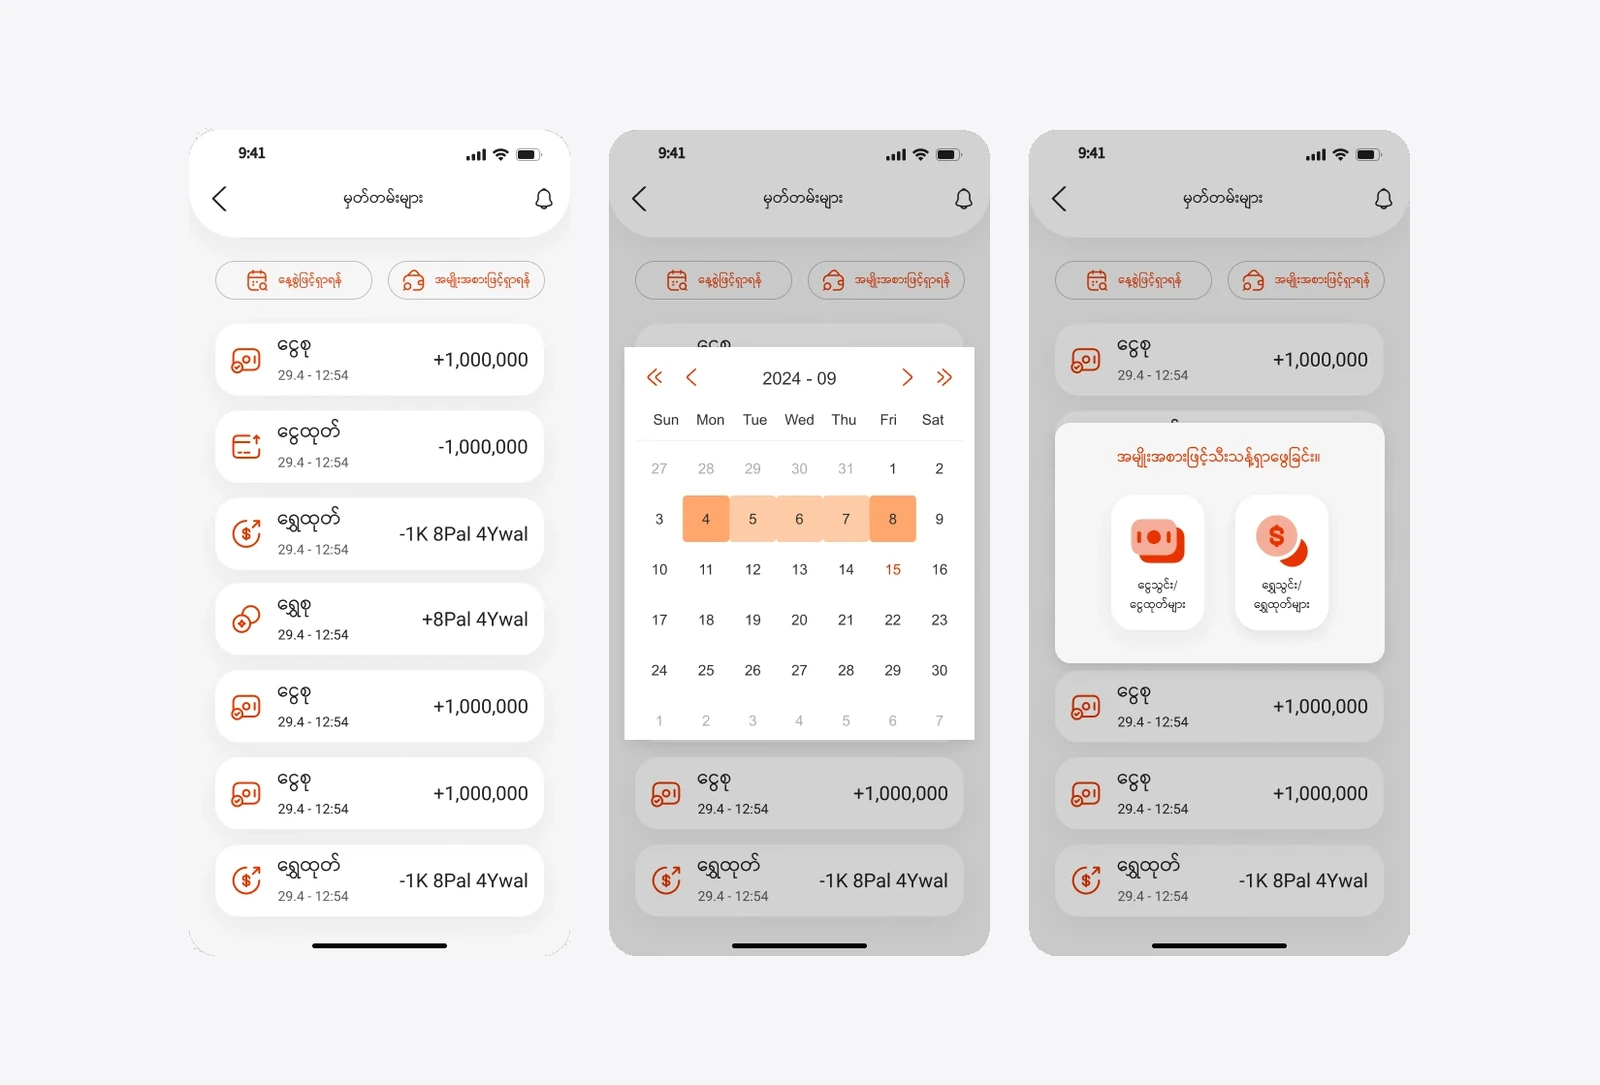 9:41
မှတ်တမ်းများ
နေ့စွဲဖြင့်ရှာရန်
အမျိုးအစားဖြင့်ရှာရန်
ငွေစု
29.4 - 12:54
+1,000,000
ငွေထုတ်
29.4 - 12:54
-1,000,000
ရွှေထုတ်
29.4 - 12:54
-1K 8Pal 4Ywal
ရွှေစု
29.4 - 12:54
+8Pal 4Ywal
ငွေစု
29.4 - 12:54
+1,000,000
ငွေစု
29.4 - 12:54
+1,000,000
ရွှေထုတ်
29.4 - 12:54
-1K 8Pal 4Ywal
9:41
မှတ်တမ်းများ
နေ့စွဲဖြင့်ရှာရန်
အမျိုးအစားဖြင့်ရှာရန်
ငွေစု
2024 - 09
Sun Mon Tue Wed Thu Fri Sat
27 28 29 30 31 1 2
3 4 5 6 7 8 9
10 11 12 13 14 15 16
17 18 19 20 21 22 23
24 25 26 27 28 29 30
1 2 3 4 5 6 7
ငွေစု
29.4 - 12:54
+1,000,000
ရွှေထုတ်
29.4 - 12:54
-1K 8Pal 4Ywal
9:41
မှတ်တမ်းများ
နေ့စွဲဖြင့်ရှာရန်
အမျိုးအစားဖြင့်ရှာရန်
ငွေစု
29.4 - 12:54
+1,000,000
အမျိုးအစားဖြင့်သီးသန့်ရှာဖွေခြင်း။
ငွေသွင်း/
ငွေထုတ်များ
ရွှေသွင်း/
ရွှေထုတ်များ
ငွေစု
29.4 - 12:54
+1,000,000
ငွေစု
29.4 - 12:54
+1,000,000
ရွှေထုတ်
29.4 - 12:54
-1K 8Pal 4Ywal